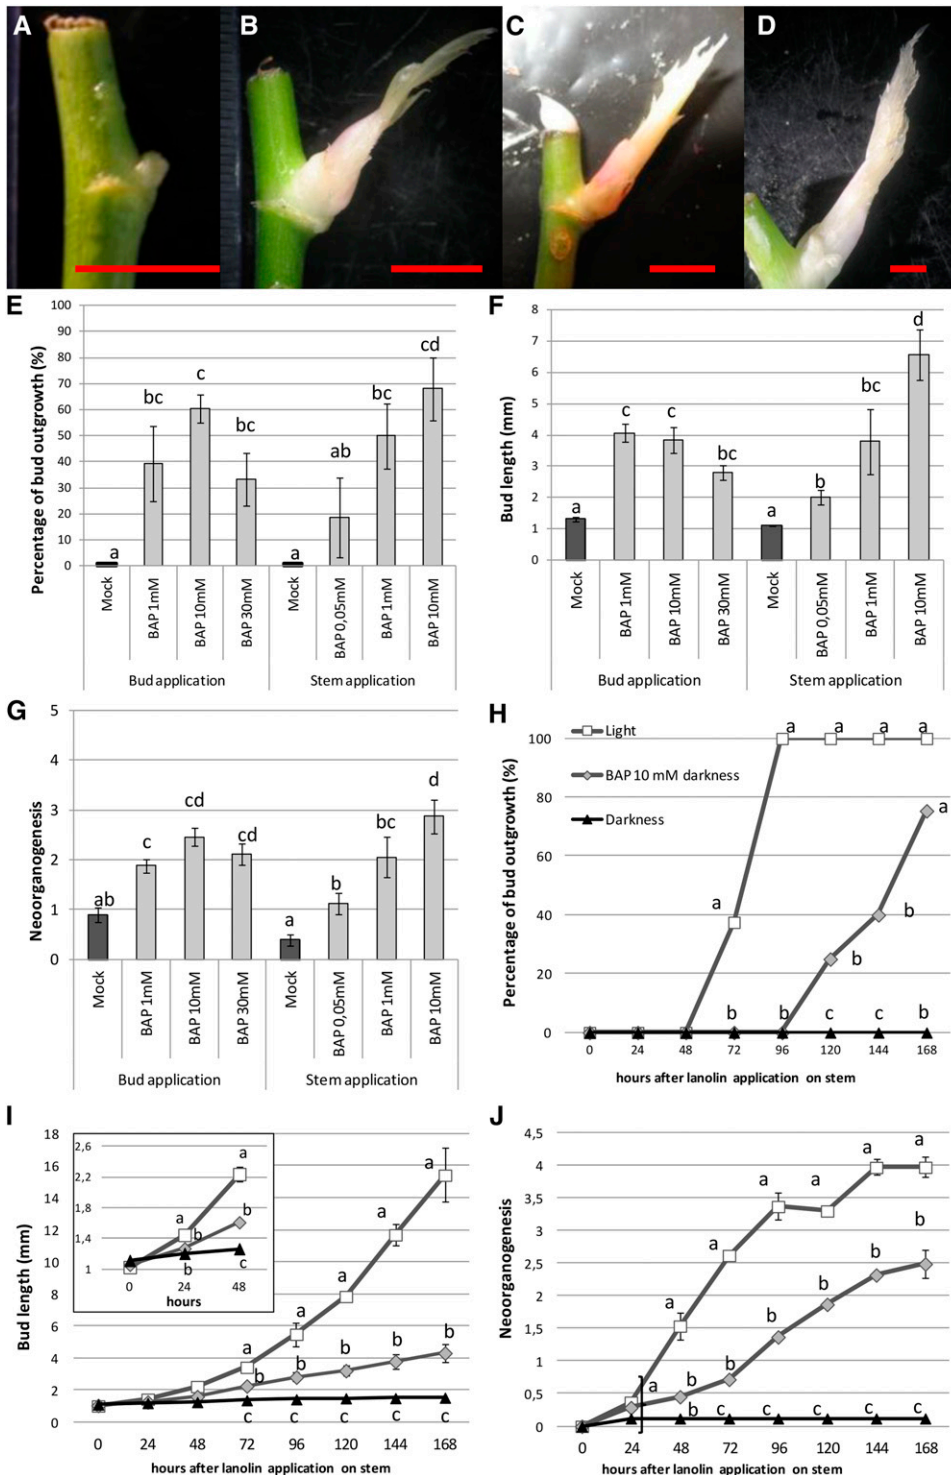 A
B
C
D
E
Percentage of bud outgrowth (%)
100
90
80
70
60
50
40
30
20
10
0
a
bc
c
bc
a
ab
bc
cd
Mock
BAP 1mM
BAP 10mM
BAP 30mM
Mock
BAP 0,05mM
BAP 1mM
BAP 10mM
Bud application
Stem application
F
Bud length (mm)
8
7
6
5
4
3
2
1
0
a
c
c
bc
a
b
bc
d
Mock
BAP 1mM
BAP 10mM
BAP 30mM
Mock
BAP 0,05mM
BAP 1mM
BAP 10mM
Bud application
Stem application
G
Neoorganogenesis
5
4
3
2
1
0
ab
c
cd
cd
a
b
bc
d
Mock
BAP 1mM
BAP 10mM
BAP 30mM
Mock
BAP 0,05mM
BAP 1mM
BAP 10mM
Bud application
Stem application
H
Percentage of bud outgrowth (%)
100
80
60
40
20
0
Light
BAP 10 mM darkness
Darkness
a
a a a a
a
b
b
b b c c b
0 24 48 72 96 120 144 168
hours after lanolin application on stem
I
Bud length (mm)
18
16
14
12
10
8
6
4
2
0
2,6
2,2
1,8
1,4
1
a
a
b
b
b
c
0 24 48
hours
a a a a a
b b b b b
c c c c c
0 24 48 72 96 120 144 168
hours after lanolin application on stem
J
Neoorganogenesis
4,5
4
3,5
3
2,5
2
1,5
1
0,5
0
a
a a a a a a
b b b b b b
c c c c c c
0 24 48 72 96 120 144 168
hours after lanolin application on stem